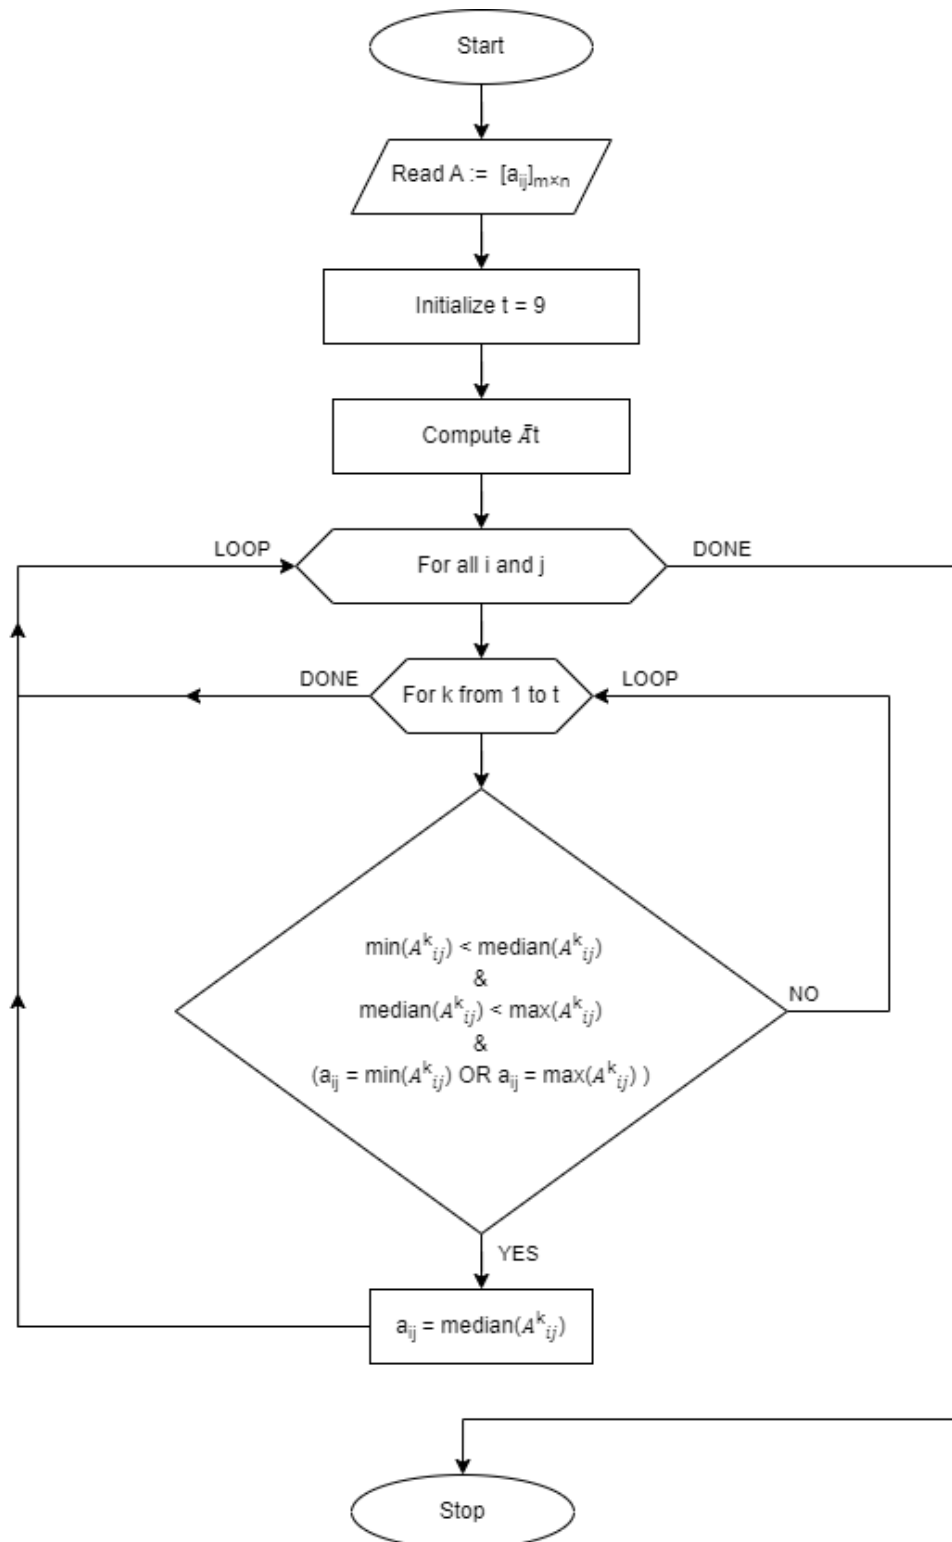 Start
Read A := [aij]m×n
Initialize t = 9
Compute Āt
LOOP
For all i and j
DONE
DONE
For k from 1 to t
LOOP
min(Akij) < median(Akij)
&
median(Akij) < max(Akij)
&
(aij = min(Akij) OR aij = max(Akij) )
NO
YES
aij = median(Akij)
Stop